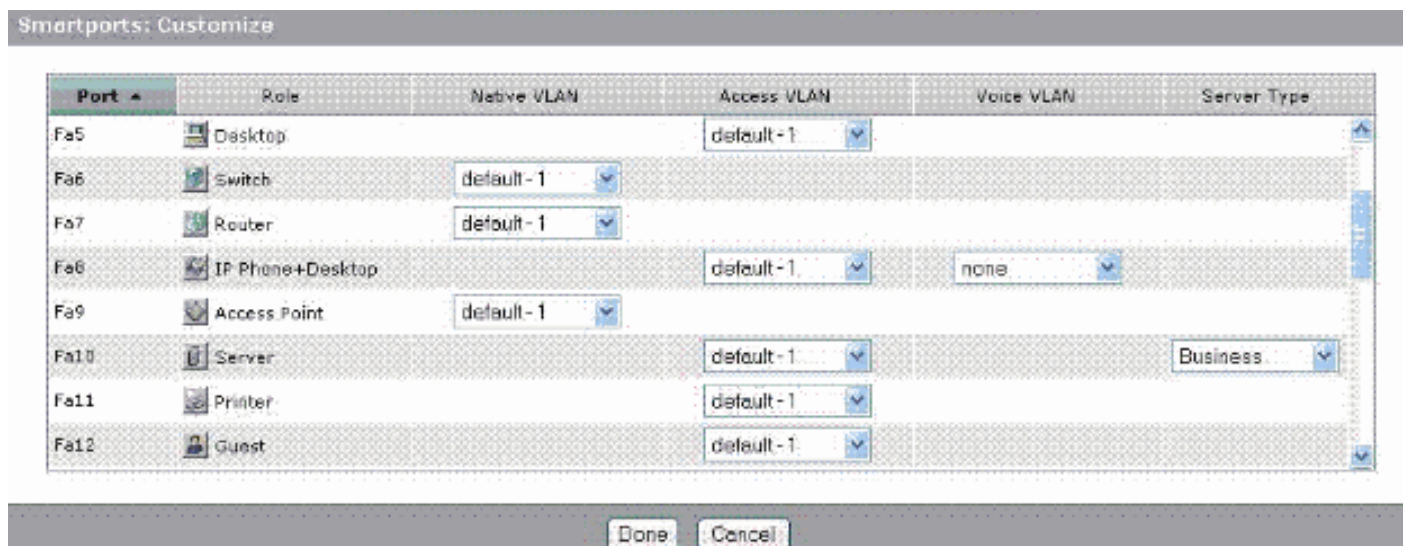 Smartports: Customize
Port Role Native VLAN Access VLAN Voice VLAN Server Type
Fa5 Desktop default-1
Fa6 Switch default-1
Fa7 Router default-1
Fa8 IP Phone+Desktop default-1 none
Fa9 Access Point default-1
Fa10 Server default-1 Business
Fa11 Printer default-1
Fa12 Guest default-1
Done Cancel